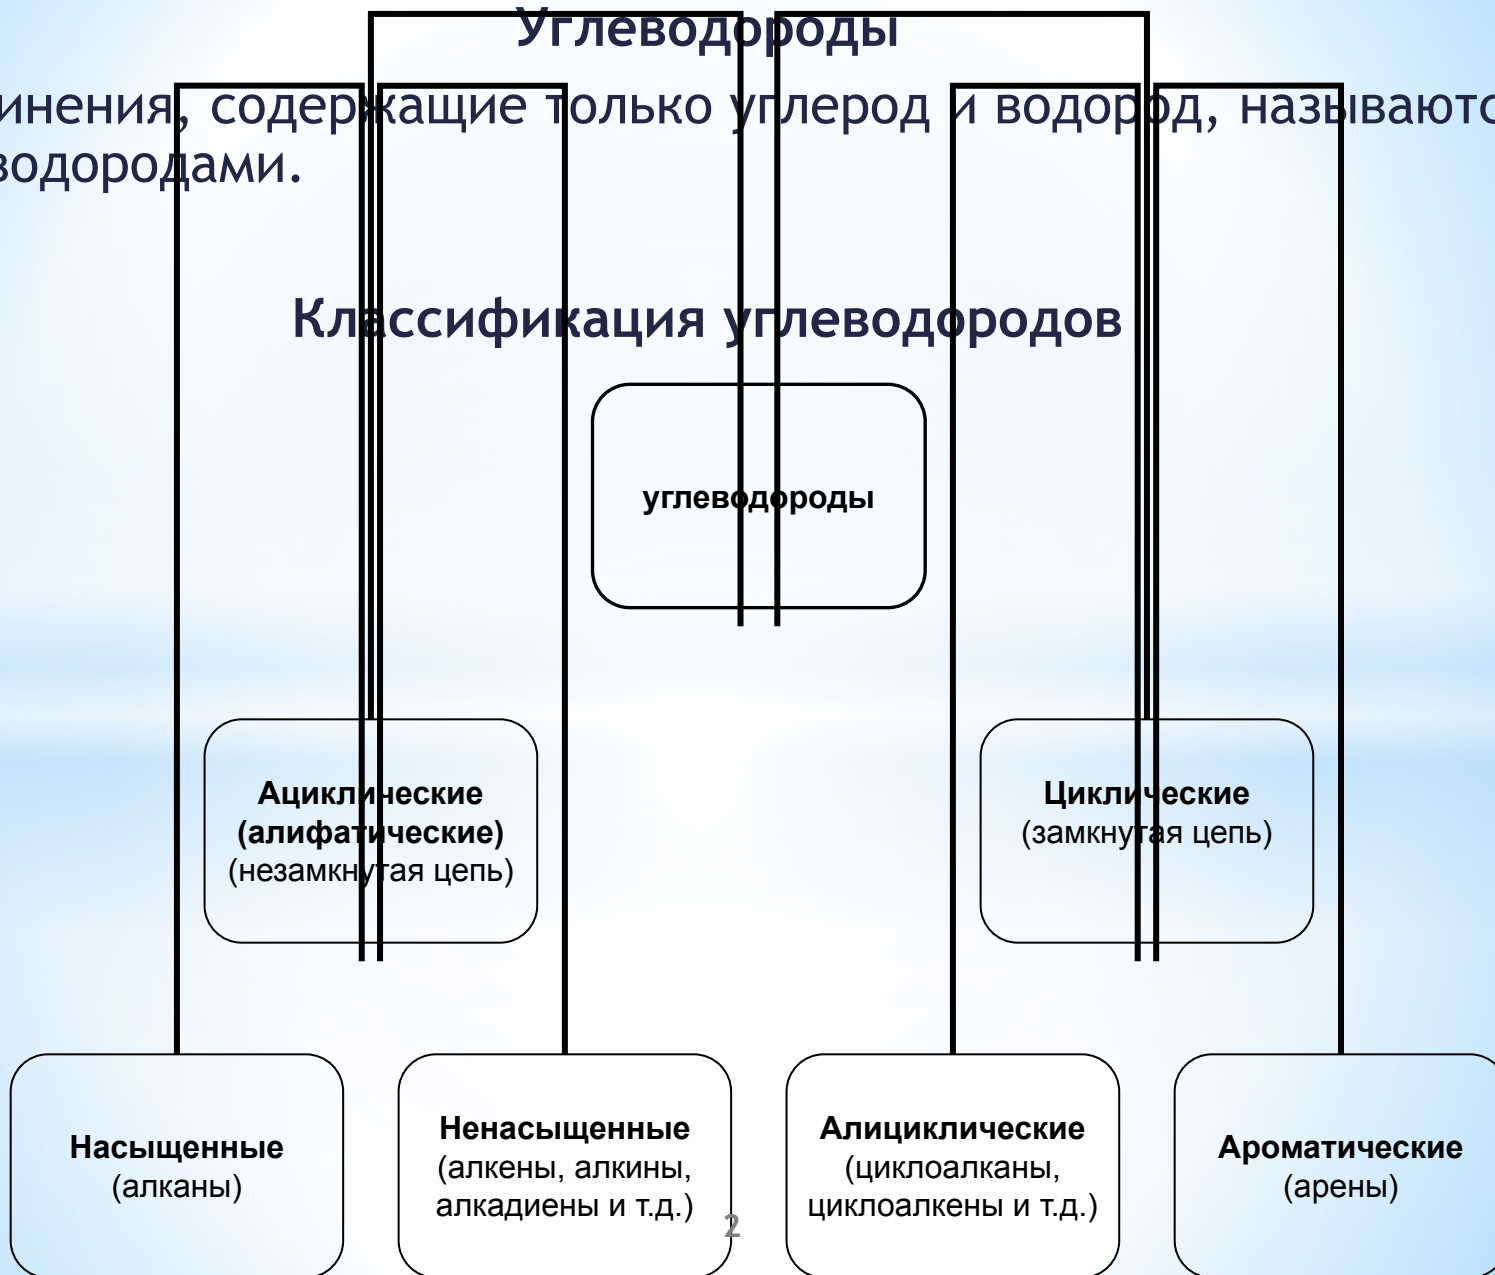 Углеводороды
инения, содержащие только углерод и водород, называютс
водородами.
Классификация углеводородов
углеводороды
Ациклические
(алифатические)
(незамкнутая цепь)
Циклические
(замкнутая цепь)
Насыщенные
(алканы)
Ненасыщенные
(алкены, алкины,
алкадиены и т.д.)
Алициклические
(циклоалканы,
циклоалкены и т.д.)
Ароматические
(арены)
2